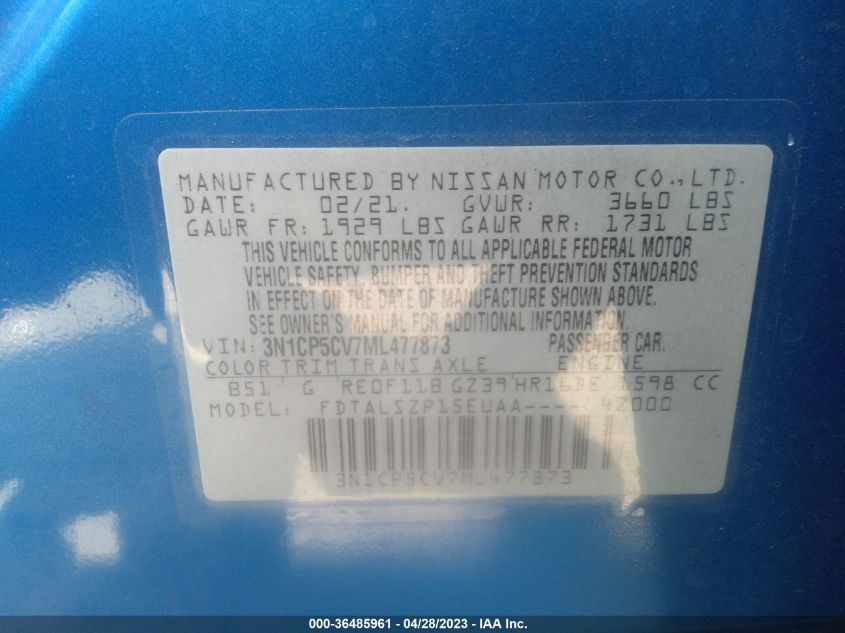 MANUFACTURED BY NISSAN MOTOR CO., LTD.
DATE: 02/21. GVWR: 3660 LBS
GAWR FR: 1929 LBS GAWR RR: 1731 LBS
THIS VEHICLE CONFORMS TO ALL APPLICABLE FEDERAL MOTOR
VEHICLE SAFETY, BUMPER AND THEFT PREVENTION STANDARDS
IN EFFECT ON THE DATE OF MANUFACTURE SHOWN ABOVE.
SEE OWNER'S MANUAL FOR ADDITIONAL INFORMATION.
VIN: 3N1CP5CV7ML477873 PASSENGER CAR.
COLOR TRIM TRANS AXLE ENGINE
B51 G RE0F11B GZ39 HR16DE 1598 CC
MODEL: FDTALSZP15EUAA---- 42000
3N1CP5CV7ML477873
000-36485961 - 04/28/2023 - IAA Inc.